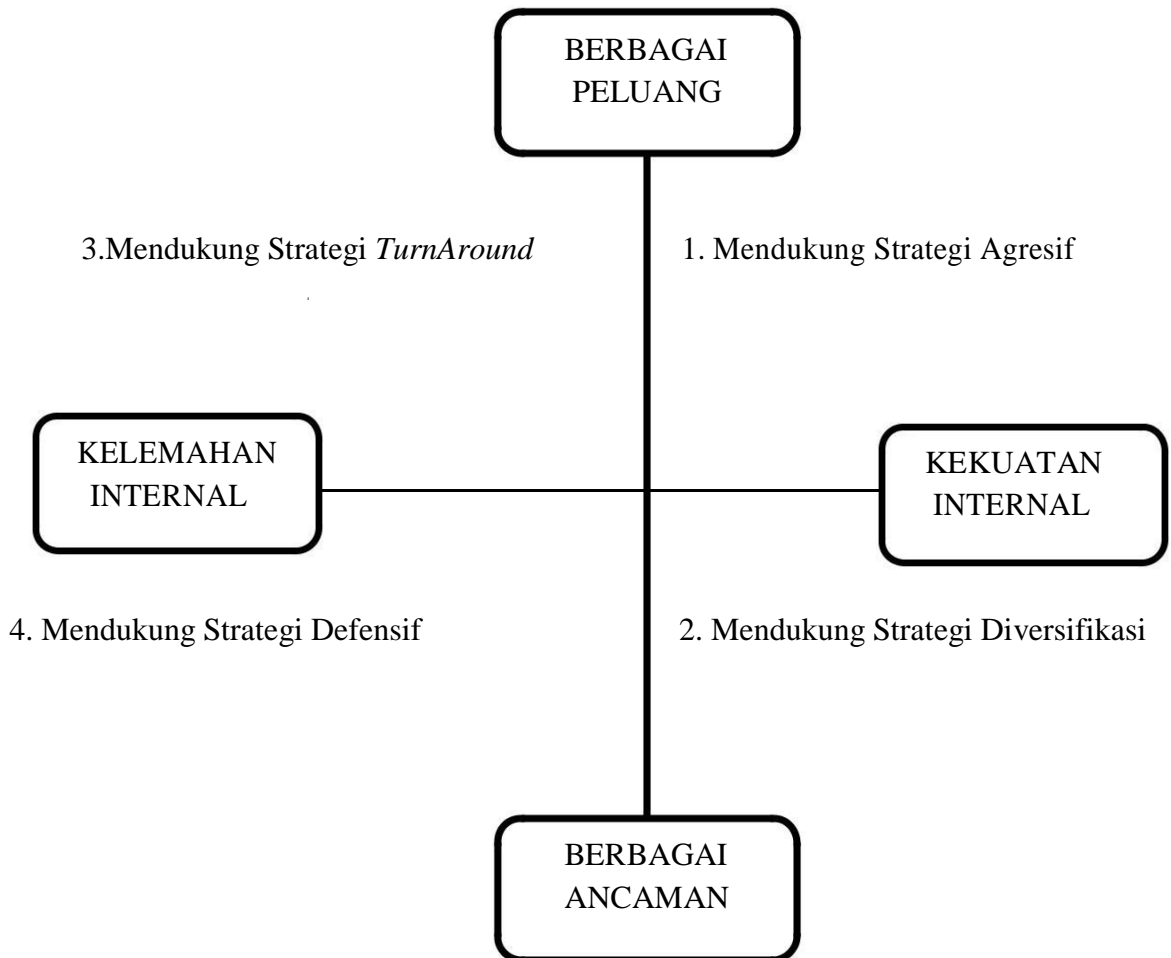 BERBAGAI
PELUANG
3.Mendukung Strategi TurnAround
1. Mendukung Strategi Agresif
KELEMAHAN
INTERNAL
KEKUATAN
INTERNAL
4. Mendukung Strategi Defensif
2. Mendukung Strategi Diversifikasi
BERBAGAI
ANCAMAN